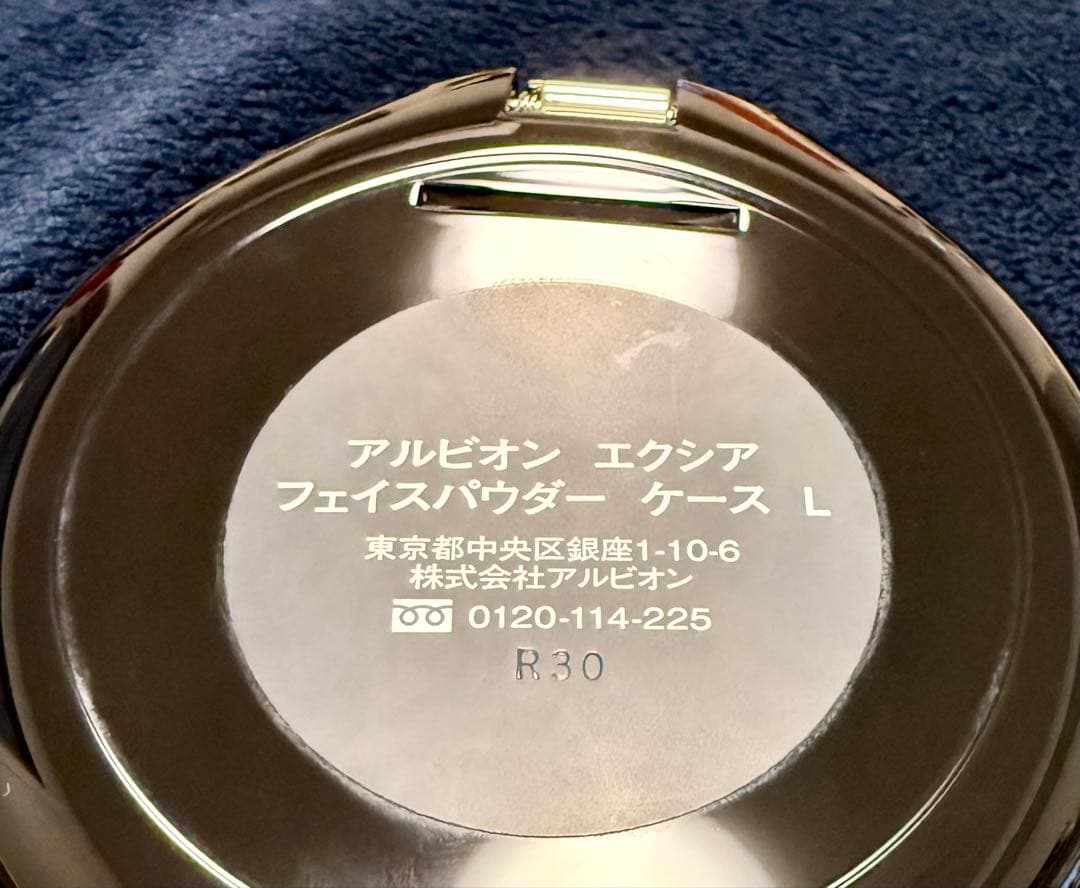 アルビオン エクシア
フェイスパウダー ケース L
東京都中央区銀座1-10-6
株式会社アルビオン
0120-114-225
R30